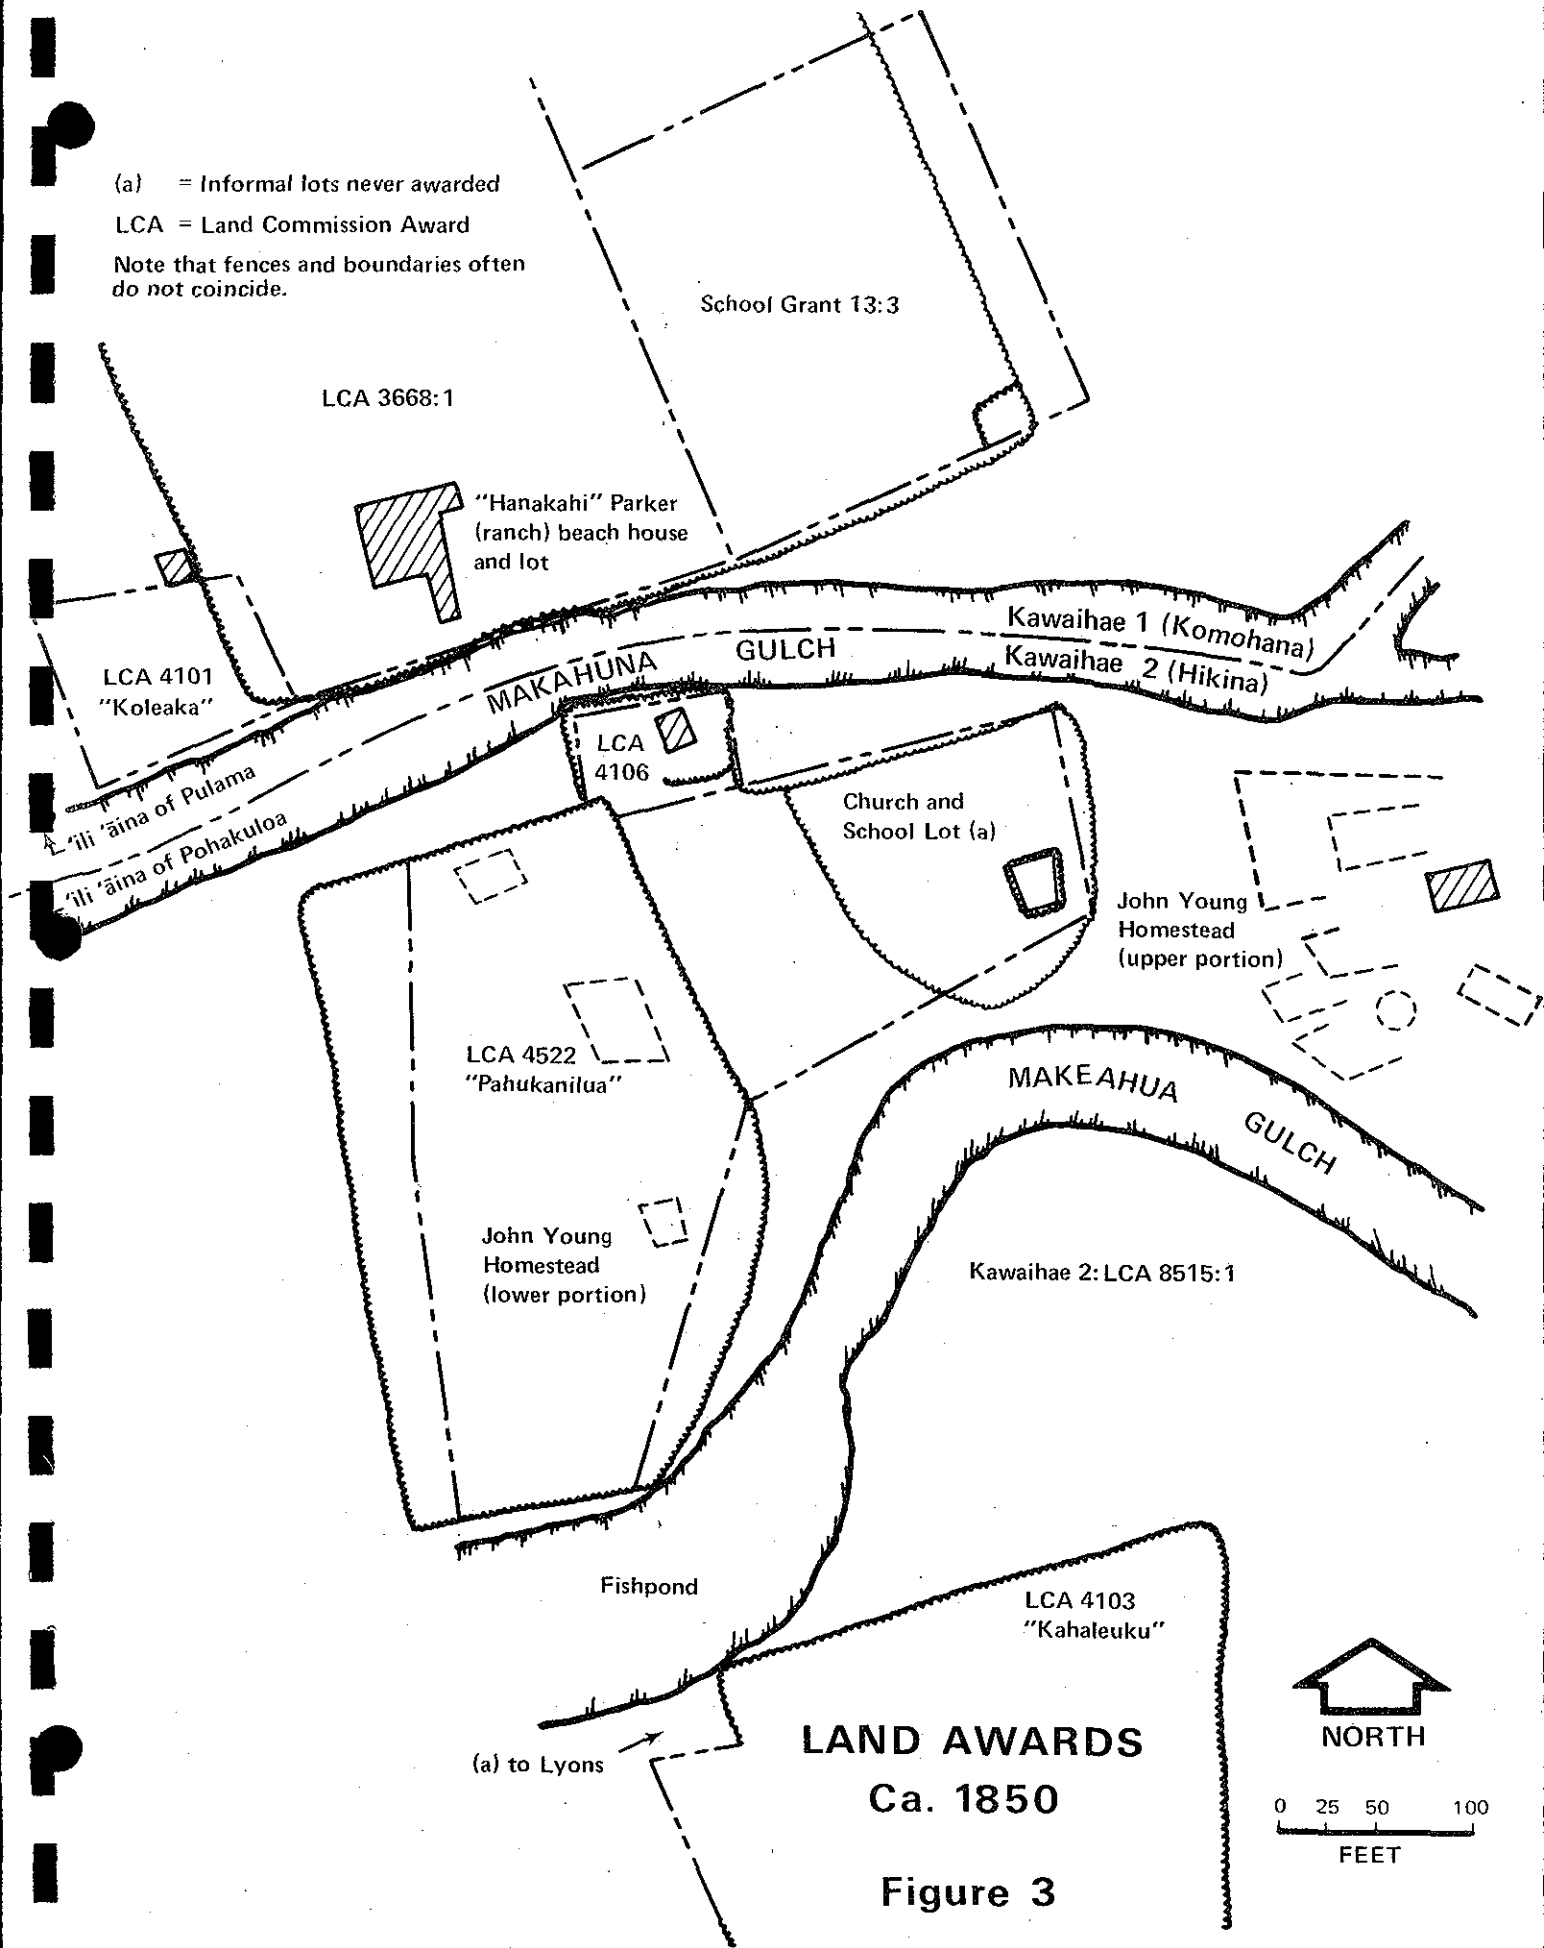 (a) = Informal lots never awarded
LCA = Land Commission Award
Note that fences and boundaries often
do not coincide.
School Grant 13:3
LCA 3668:1
"Hanakahi" Parker
(ranch) beach house
and lot
LCA 4101
"Koleaka"
Kawaihae 1 (Komohana)
Kawaihae 2 (Hikina)
MAKAHUNA GULCH
'ili 'āina of Pulama
'ili 'āina of Pohakuloa
LCA
4106
Church and
School Lot (a)
John Young
Homestead
(upper portion)
LCA 4522
"Pahukanilua"
MAKEAHUA GULCH
John Young
Homestead
(lower portion)
Kawaihae 2: LCA 8515:1
Fishpond
LCA 4103
"Kahaleuku"
(a) to Lyons
LAND AWARDS
Ca. 1850
Figure 3
NORTH
0 25 50 100
FEET